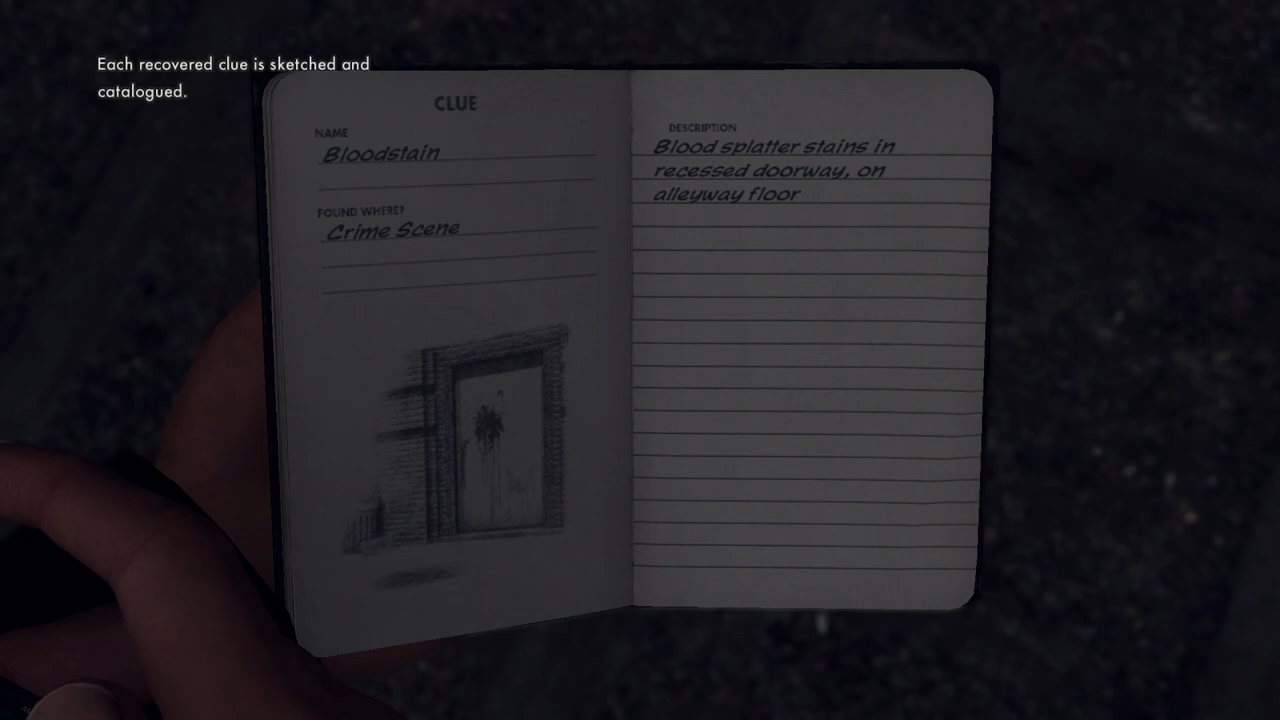 Each recovered clue is sketched and
catalogued.
CLUE
NAME
Bloodstain
FOUND WHERE?
Crime Scene
DESCRIPTION
Blood splatter stains in
recessed doorway, on
alleyway floor